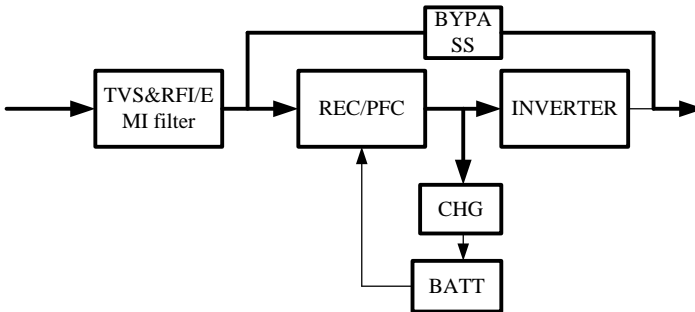 BYPA
SS
TVS&RFI/E
MI filter
REC/PFC
INVERTER
CHG
BATT